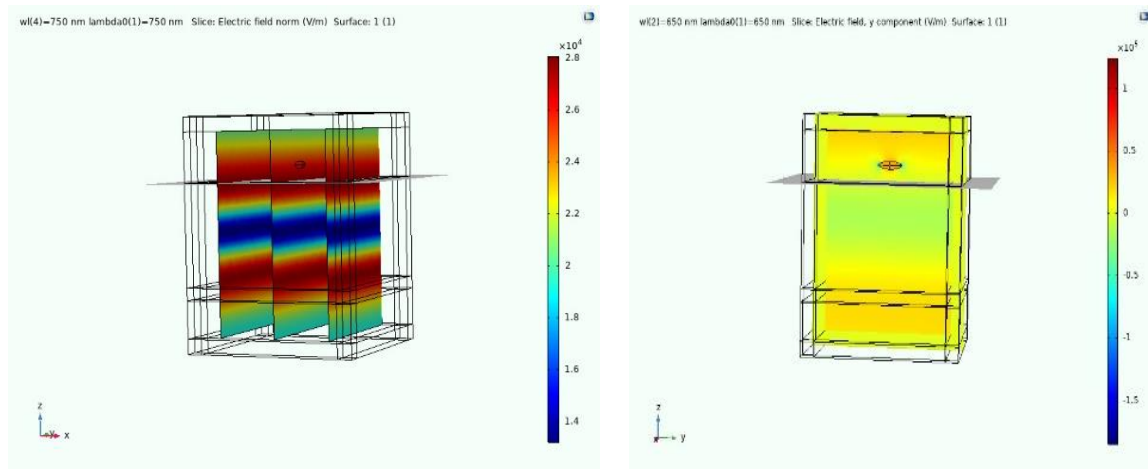 wl(4)=750 nm lambda0(1)=750 nm Slice: Electric field norm (V/m) Surface: 1 (1)
×10⁴
2.8
2.6
2.4
2.2
2
1.8
1.6
1.4
z
y
x
wl(2)=650 nm lambda0(1)=650 nm Slice: Electric field, y component (V/m) Surface: 1 (1)
×10⁵
1
0.5
0
-0.5
-1
-1.5
z
x
y